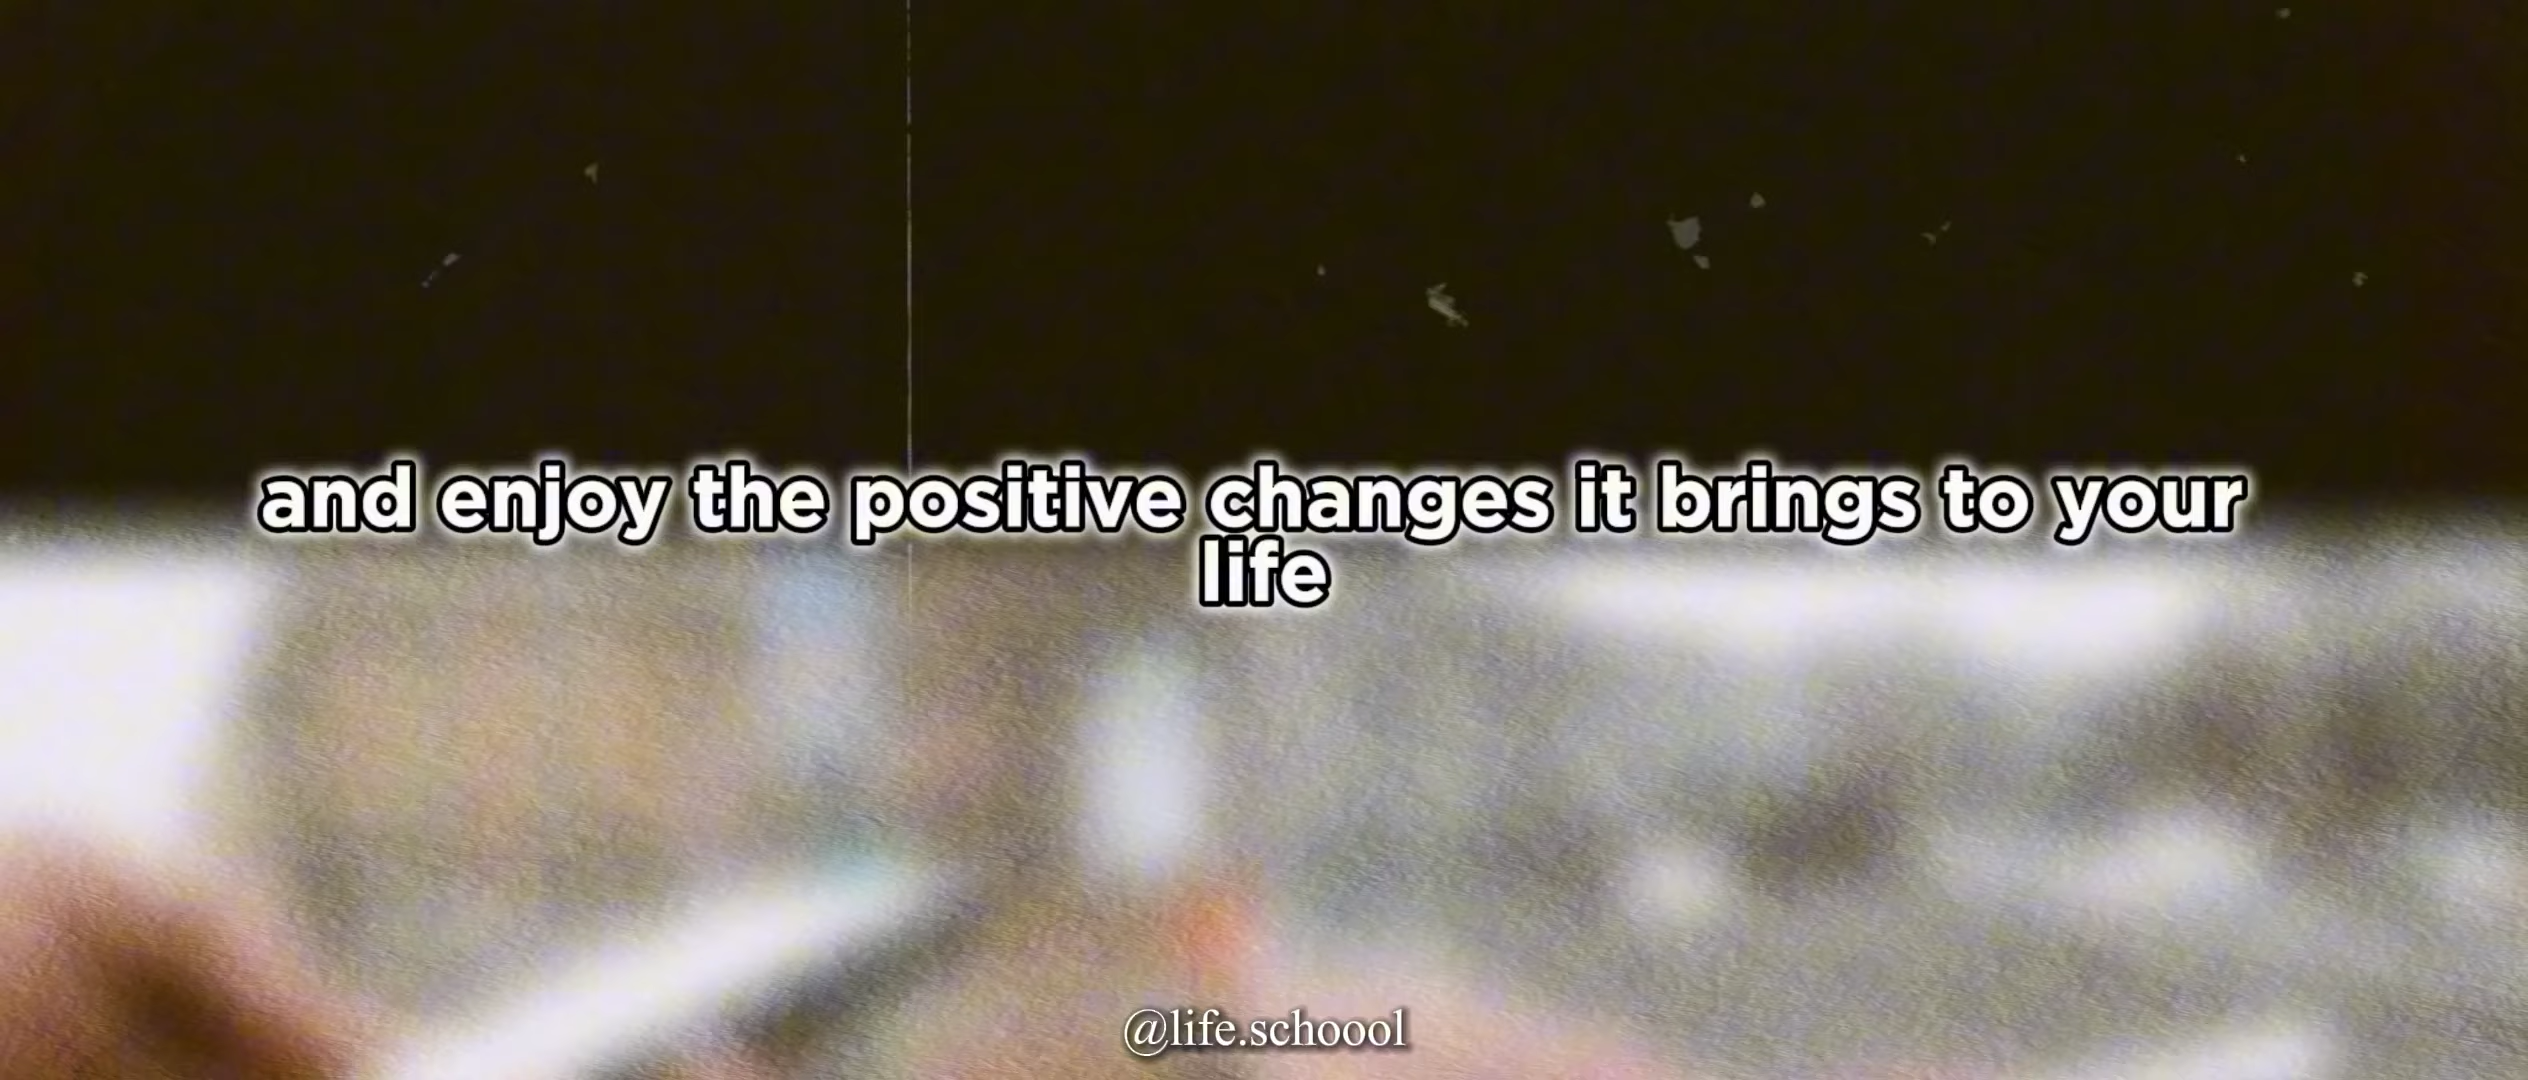 and enjoy the positive changes it brings to your
life
@life.schoool